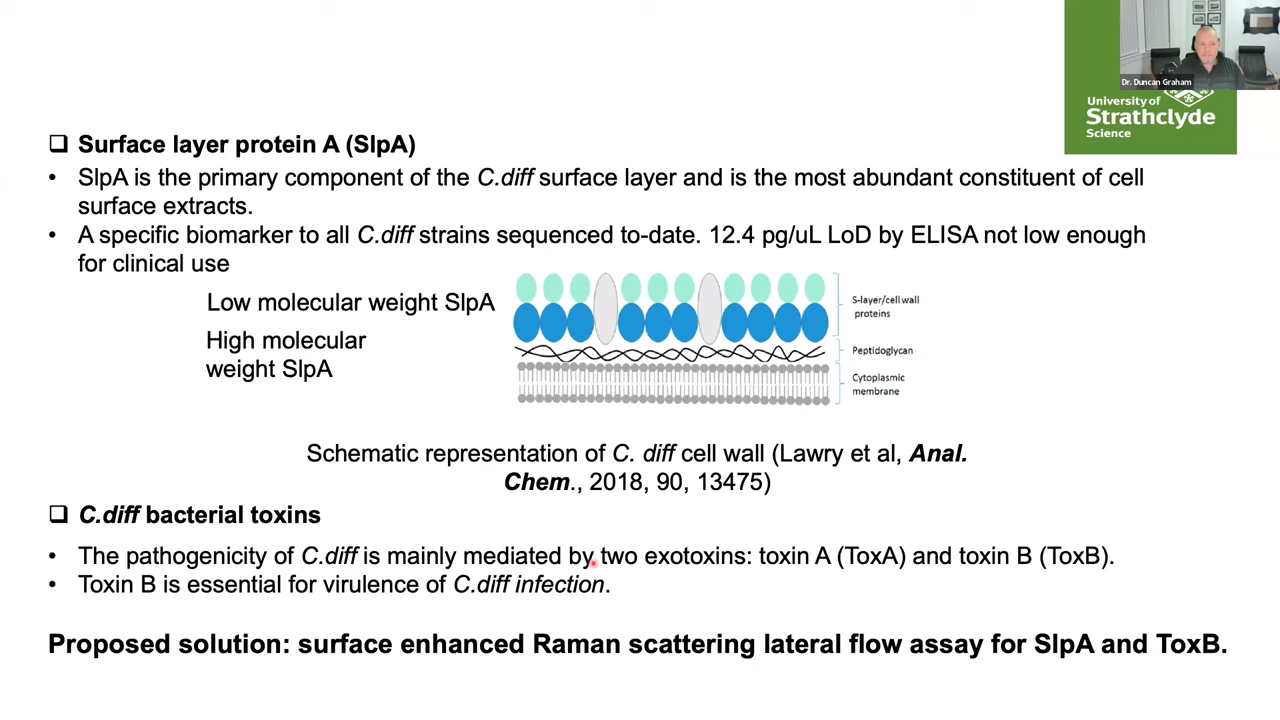 Dr. Duncan Graham
University of
Strathclyde
Science
❑ Surface layer protein A (SlpA)
• SlpA is the primary component of the C.diff surface layer and is the most abundant constituent of cell
surface extracts.
• A specific biomarker to all C.diff strains sequenced to-date. 12.4 pg/uL LoD by ELISA not low enough
for clinical use
Low molecular weight SlpA
High molecular
weight SlpA
S-layer/cell wall
proteins
Peptidoglycan
Cytoplasmic
membrane
Schematic representation of C. diff cell wall (Lawry et al, Anal.
Chem., 2018, 90, 13475)
❑ C.diff bacterial toxins
• The pathogenicity of C.diff is mainly mediated by two exotoxins: toxin A (ToxA) and toxin B (ToxB).
• Toxin B is essential for virulence of C.diff infection.
Proposed solution: surface enhanced Raman scattering lateral flow assay for SlpA and ToxB.